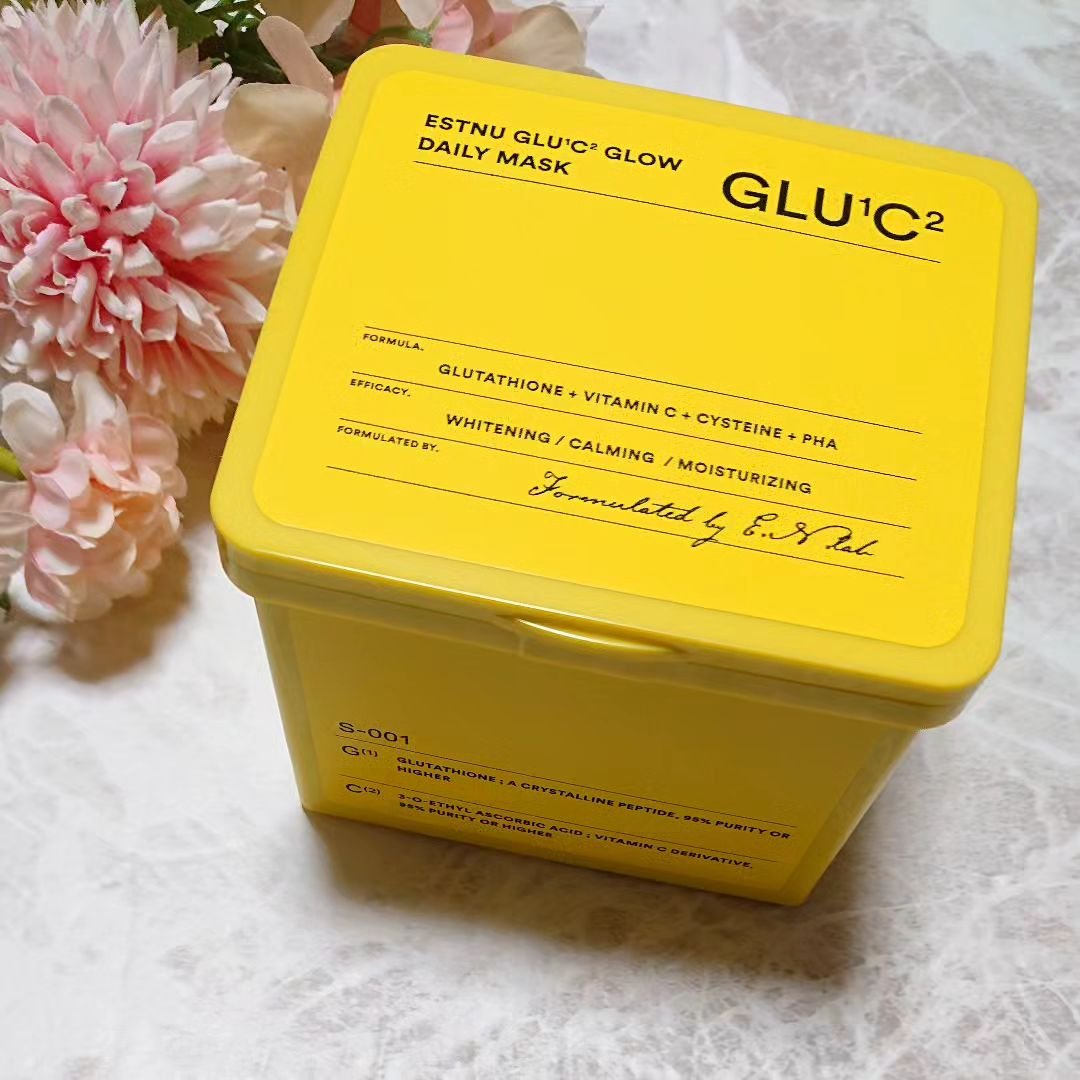 ESTNU GLU¹C² GLOW
DAILY MASK
GLU¹C²
FORMULA.
GLUTATHIONE + VITAMIN C + CYSTEINE + PHA
EFFICACY.
WHITENING / CALMING / MOISTURIZING
FORMULATED BY.
Formulated by E.N lab
S-001
G(1)
GLUTATHIONE ; A CRYSTALLINE PEPTIDE, 95% PURITY OR
HIGHER
C(2)
3-O-ETHYL ASCORBIC ACID ; VITAMIN C DERIVATIVE,
95% PURITY OR HIGHER